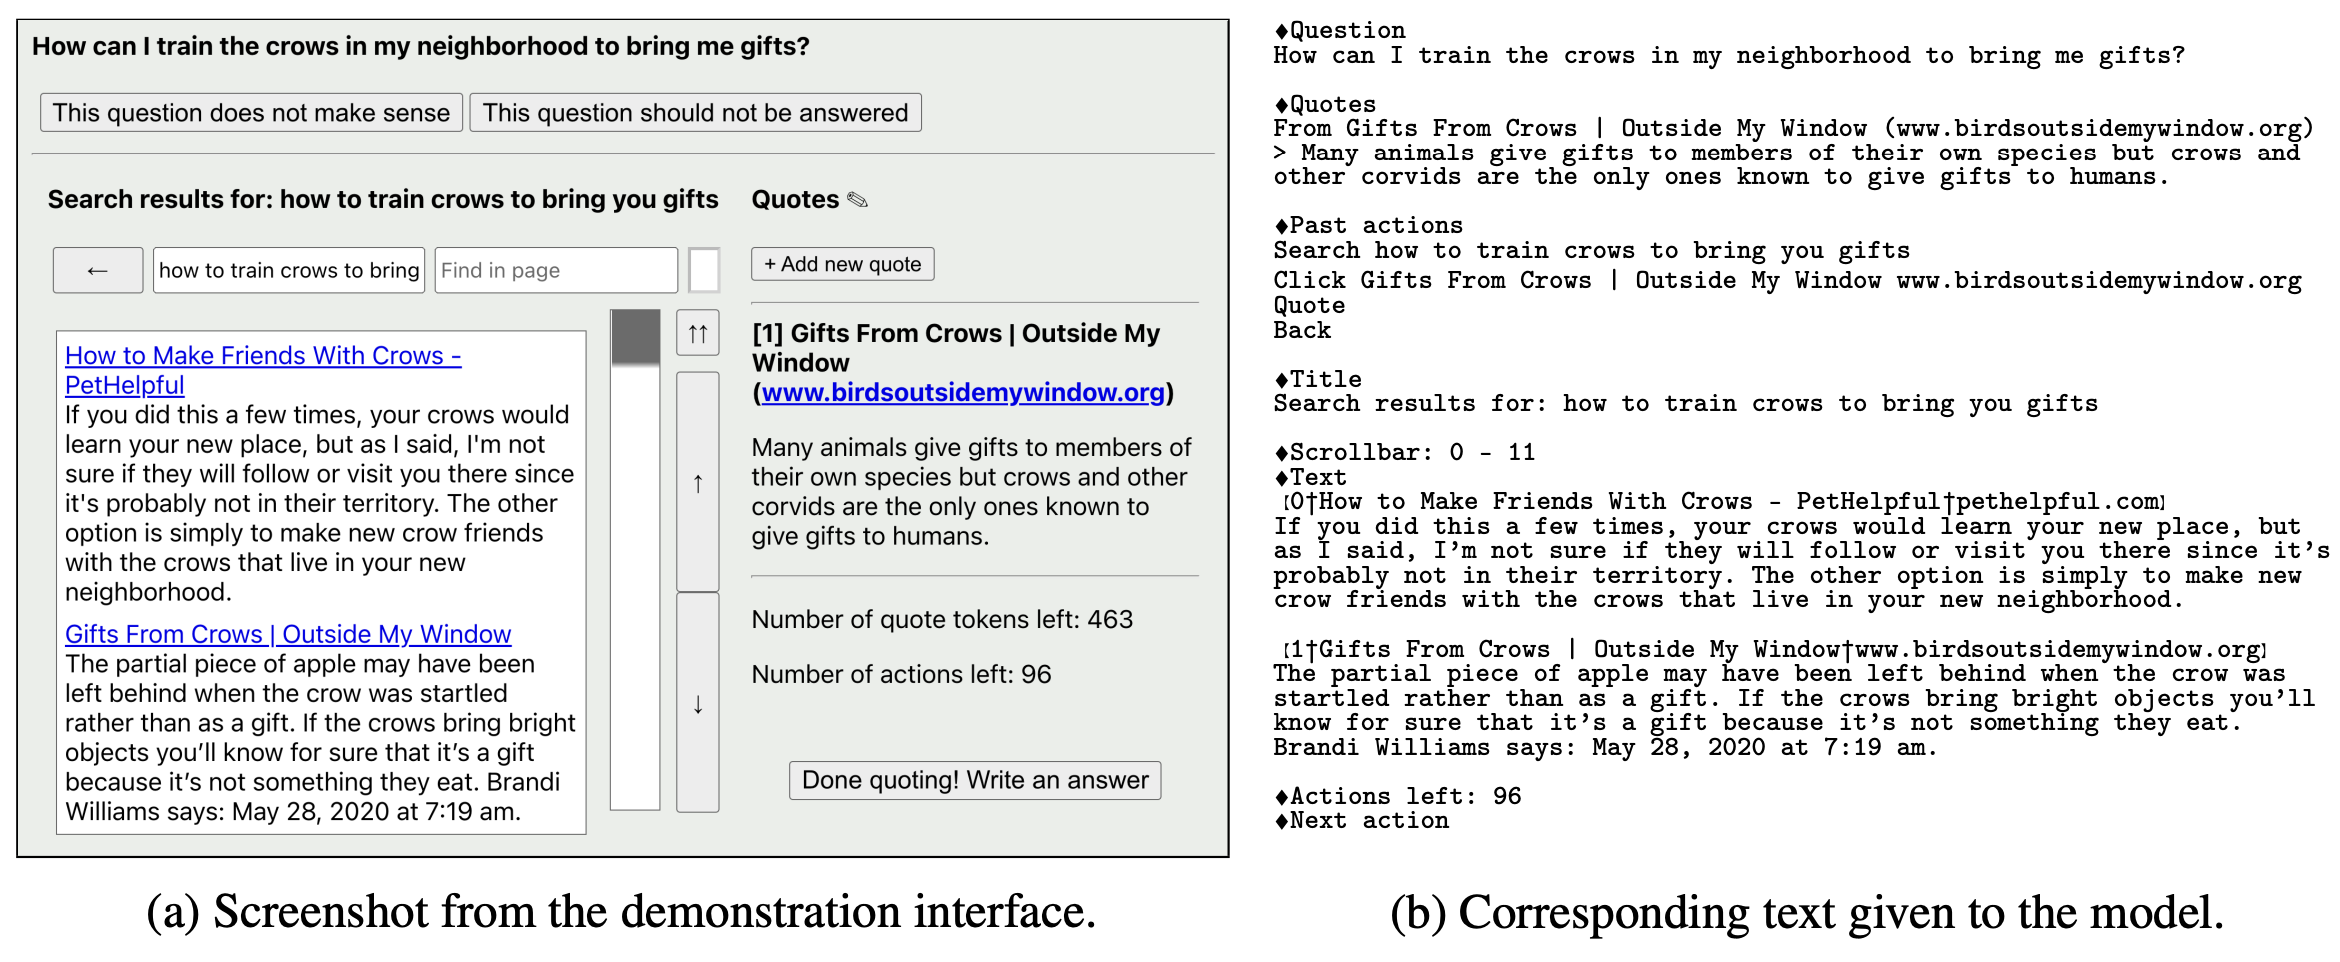 How can I train the crows in my neighborhood to bring me gifts?
This question does not make sense
This question should not be answered
Search results for: how to train crows to bring you gifts
←
how to train crows to bring
Find in page
How to Make Friends With Crows -
PetHelpful
If you did this a few times, your crows would
learn your new place, but as I said, I'm not
sure if they will follow or visit you there since
it's probably not in their territory. The other
option is simply to make new crow friends
with the crows that live in your new
neighborhood.
Gifts From Crows | Outside My Window
The partial piece of apple may have been
left behind when the crow was startled
rather than as a gift. If the crows bring bright
objects you’ll know for sure that it’s a gift
because it’s not something they eat. Brandi
Williams says: May 28, 2020 at 7:19 am.
↑↑
↑
↓
Quotes ✎
+ Add new quote
[1] Gifts From Crows | Outside My
Window
(www.birdsoutsidemywindow.org)
Many animals give gifts to members of
their own species but crows and other
corvids are the only ones known to
give gifts to humans.
Number of quote tokens left: 463
Number of actions left: 96
Done quoting! Write an answer
(a) Screenshot from the demonstration interface.
♦Question
How can I train the crows in my neighborhood to bring me gifts?
♦Quotes
From Gifts From Crows | Outside My Window (www.birdsoutsidemywindow.org)
> Many animals give gifts to members of their own species but crows and
other corvids are the only ones known to give gifts to humans.
♦Past actions
Search how to train crows to bring you gifts
Click Gifts From Crows | Outside My Window www.birdsoutsidemywindow.org
Quote
Back
♦Title
Search results for: how to train crows to bring you gifts
♦Scrollbar: 0 - 11
♦Text
【0†How to Make Friends With Crows - PetHelpful†pethelpful.com】
If you did this a few times, your crows would learn your new place, but
as I said, I’m not sure if they will follow or visit you there since it’s
probably not in their territory. The other option is simply to make new
crow friends with the crows that live in your new neighborhood.
【1†Gifts From Crows | Outside My Window†www.birdsoutsidemywindow.org】
The partial piece of apple may have been left behind when the crow was
startled rather than as a gift. If the crows bring bright objects you’ll
know for sure that it’s a gift because it’s not something they eat.
Brandi Williams says: May 28, 2020 at 7:19 am.
♦Actions left: 96
♦Next action
(b) Corresponding text given to the model.